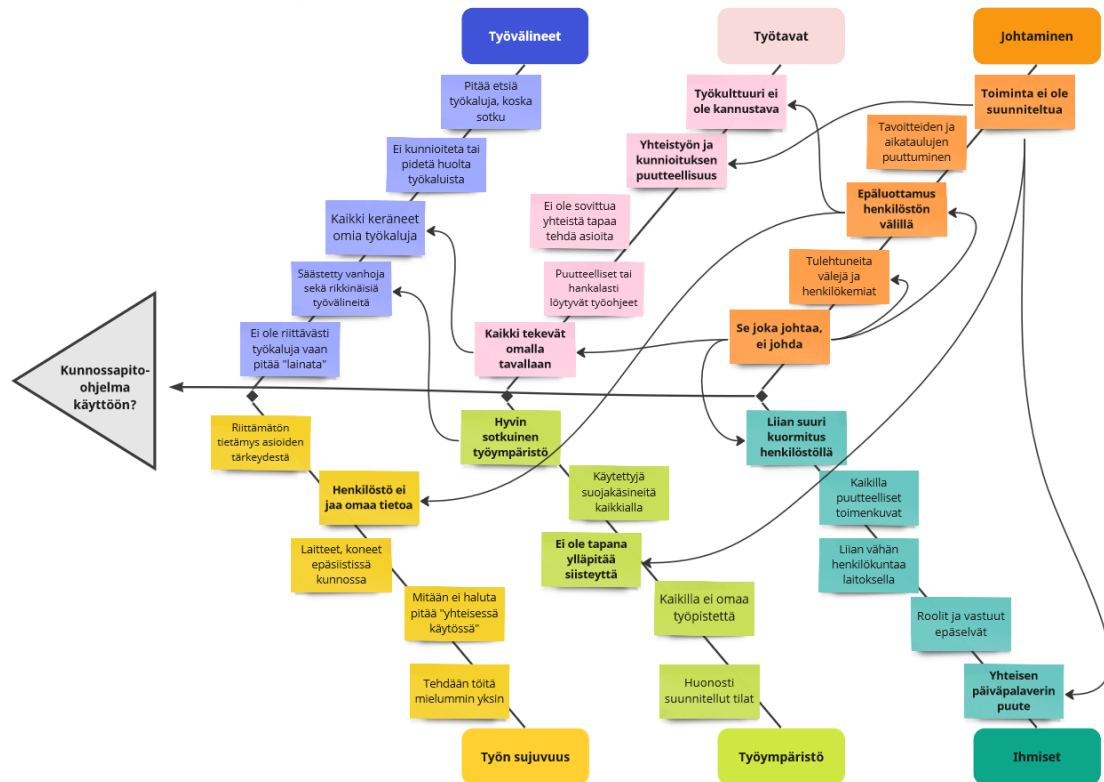 Työvälineet
Työtavat
Johtaminen
Pitää etsiä
työkaluja, koska
sotku
Ei kunnioiteta tai
pidetä huolta
työkaluista
Kaikki keränneet
omia työkaluja
Säästetty vanhoja
sekä rikkinäisiä
työvälineitä
Ei ole riittävästi
työkaluja vaan
pitää "lainata"
Työkulttuuri ei
ole kannustava
Yhteistyön ja
kunnioituksen
puutteellisuus
Ei ole sovittua
yhteistä tapaa
tehdä asioita
Puutteelliset tai
hankalasti
löytyvät työohjeet
Kaikki tekevät
omalla
tavallaan
Toiminta ei ole
suunniteltua
Tavoitteiden ja
aikataulujen
puuttuminen
Epäluottamus
henkilöstön
välillä
Tulehtuneita
välejä ja
henkilökemiat
Se joka johtaa,
ei johda
Kunnossapito-
ohjelma
käyttöön?
Riittämätön
tietämys asioiden
tärkeydestä
Henkilöstö ei
jaa omaa tietoa
Laitteet, koneet
epäsiistissä
kunnossa
Mitään ei haluta
pitää "yhteisessä
käytössä"
Tehdään töitä
mielummin yksin
Hyvin
sotkuinen
työympäristö
Käytettyjä
suojakäsineitä
kaikkialla
Ei ole tapana
ylläpitää
siisteyttä
Kaikilla ei omaa
työpistettä
Huonosti
suunnitellut tilat
Liian suuri
kuormitus
henkilöstöllä
Kaikilla
puutteelliset
toimenkuvat
Liian vähän
henkilökuntaa
laitoksella
Roolit ja vastuut
epäselvät
Yhteisen
päiväpalaverin
puute
Työn sujuvuus
Työympäristö
Ihmiset